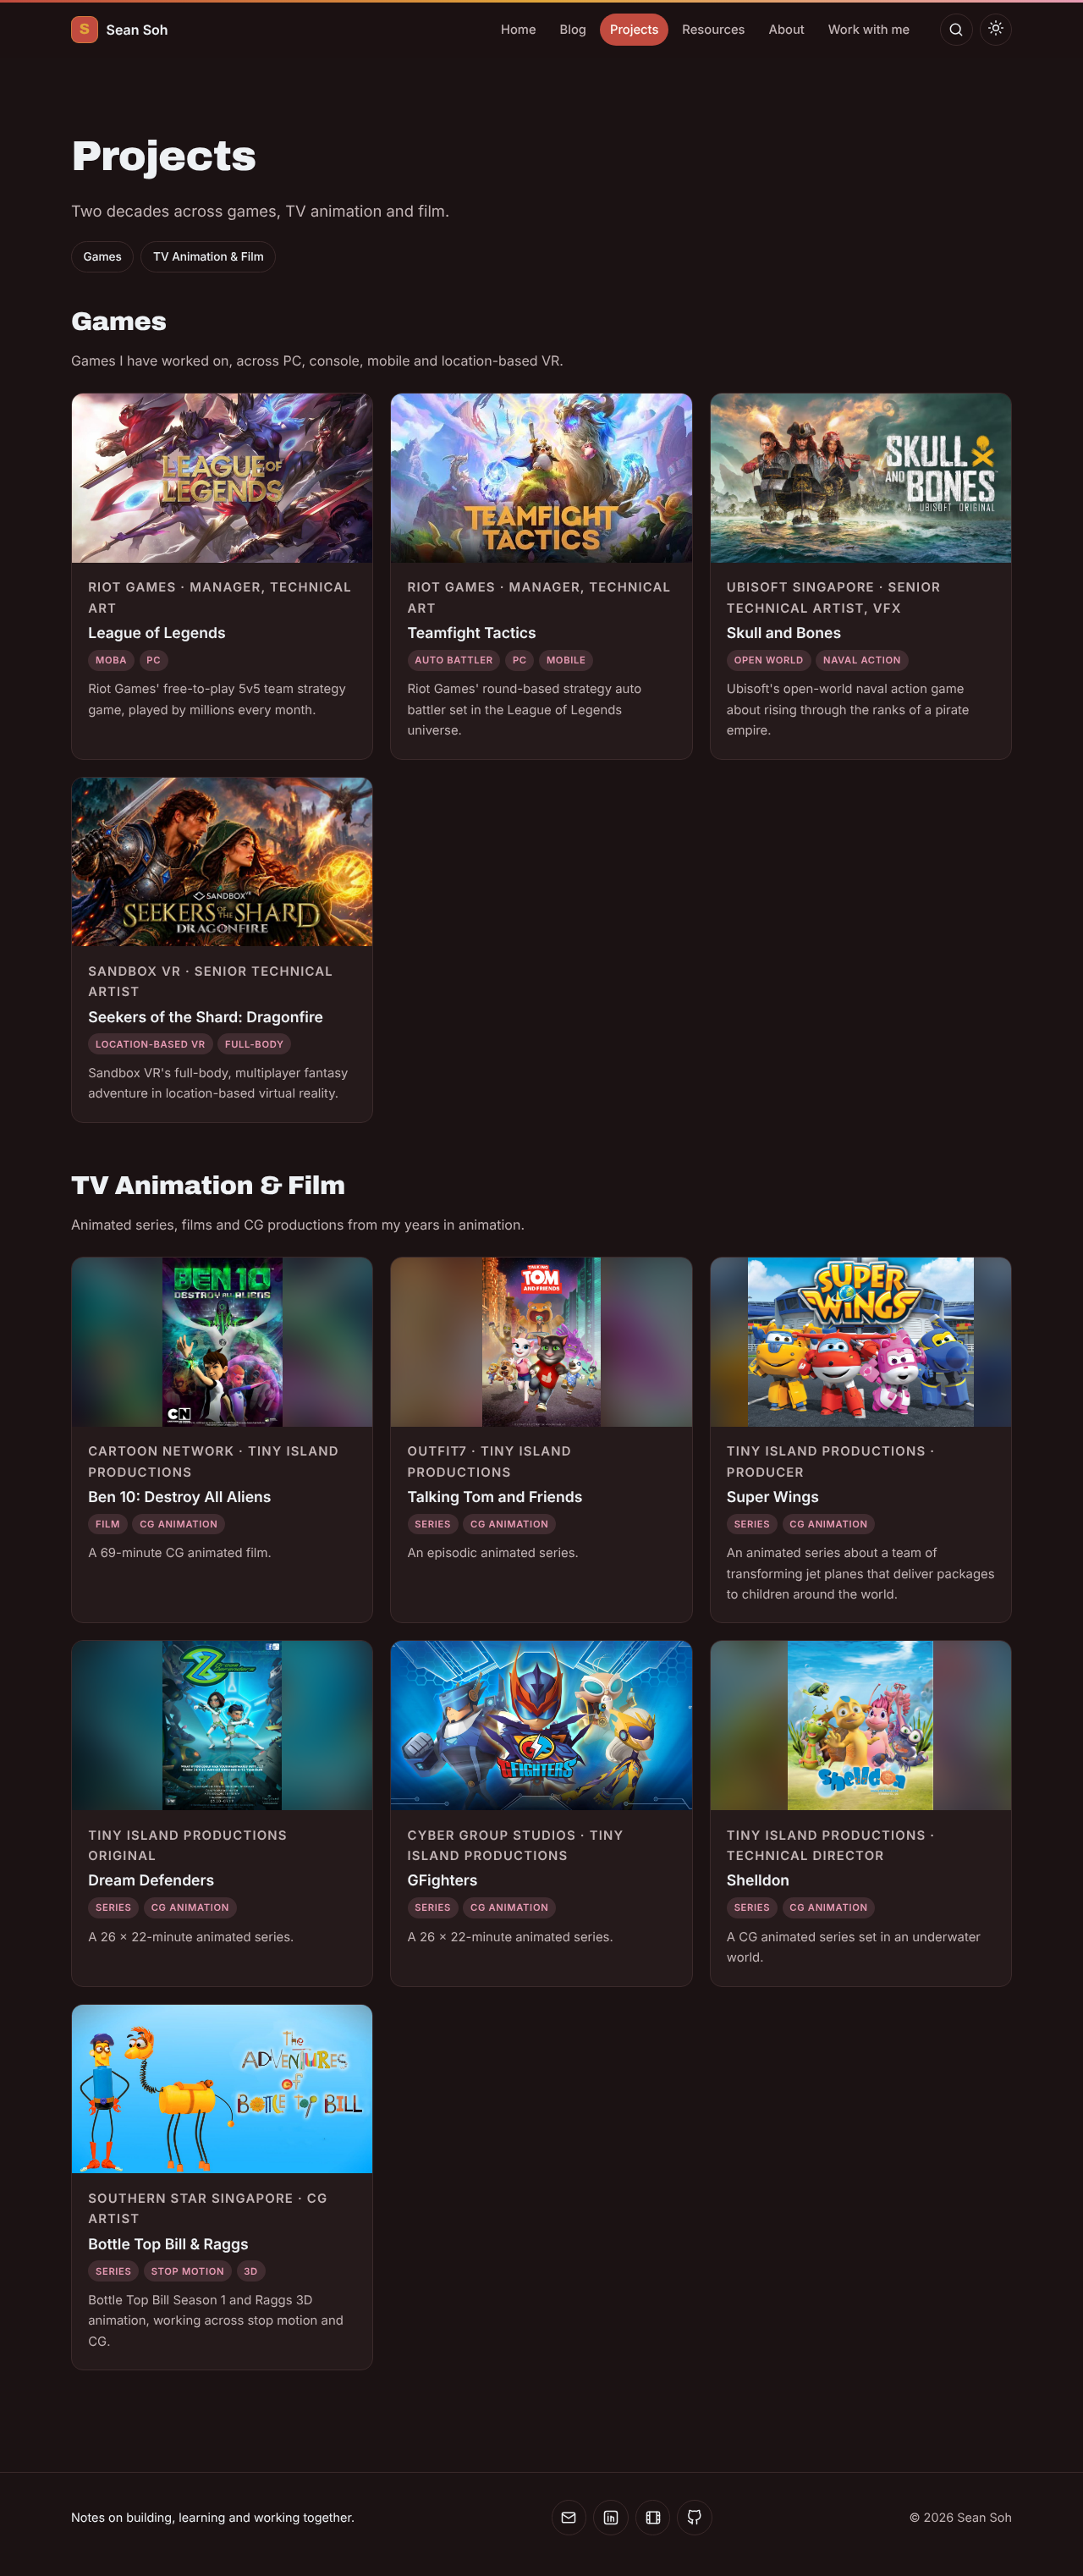 S
Sean Soh
Home
Blog
Projects
Resources
About
Work with me
Projects
Two decades across games, TV animation and film.
Games
TV Animation & Film
Games
Games I have worked on, across PC, console, mobile and location-based VR.
LEAGUE OF
LEGENDS
RIOT GAMES · MANAGER, TECHNICAL
ART
League of Legends
MOBA
PC
Riot Games' free-to-play 5v5 team strategy
game, played by millions every month.
TEAMFIGHT
TACTICS
RIOT GAMES · MANAGER, TECHNICAL
ART
Teamfight Tactics
AUTO BATTLER
PC
MOBILE
Riot Games' round-based strategy auto
battler set in the League of Legends
universe.
SKULL
AND BONES
A UBISOFT ORIGINAL
UBISOFT SINGAPORE · SENIOR
TECHNICAL ARTIST, VFX
Skull and Bones
OPEN WORLD
NAVAL ACTION
Ubisoft's open-world naval action game
about rising through the ranks of a pirate
empire.
SANDBOX VR
SEEKERS OF THE SHARD
DRAGONFIRE
SANDBOX VR · SENIOR TECHNICAL
ARTIST
Seekers of the Shard: Dragonfire
LOCATION-BASED VR
FULL-BODY
Sandbox VR's full-body, multiplayer fantasy
adventure in location-based virtual reality.
TV Animation & Film
Animated series, films and CG productions from my years in animation.
BEN 10
DESTROY ALL ALIENS
CN
CARTOON NETWORK · TINY ISLAND
PRODUCTIONS
Ben 10: Destroy All Aliens
FILM
CG ANIMATION
A 69-minute CG animated film.
TALKING
TOM
AND FRIENDS
OUTFIT7 · TINY ISLAND
PRODUCTIONS
Talking Tom and Friends
SERIES
CG ANIMATION
An episodic animated series.
SUPER
WINGS
TINY ISLAND PRODUCTIONS ·
PRODUCER
Super Wings
SERIES
CG ANIMATION
An animated series about a team of
transforming jet planes that deliver packages
to children around the world.
TINY ISLAND PRODUCTIONS
ORIGINAL
Dream Defenders
SERIES
CG ANIMATION
A 26 × 22-minute animated series.
GFIGHTERS
CYBER GROUP STUDIOS · TINY
ISLAND PRODUCTIONS
GFighters
SERIES
CG ANIMATION
A 26 × 22-minute animated series.
Shelldon
TINY ISLAND PRODUCTIONS ·
TECHNICAL DIRECTOR
Shelldon
SERIES
CG ANIMATION
A CG animated series set in an underwater
world.
The
ADVENTURES
of
BOTTLE TOP BILL
SOUTHERN STAR SINGAPORE · CG
ARTIST
Bottle Top Bill & Raggs
SERIES
STOP MOTION
3D
Bottle Top Bill Season 1 and Raggs 3D
animation, working across stop motion and
CG.
Notes on building, learning and working together.
© 2026 Sean Soh